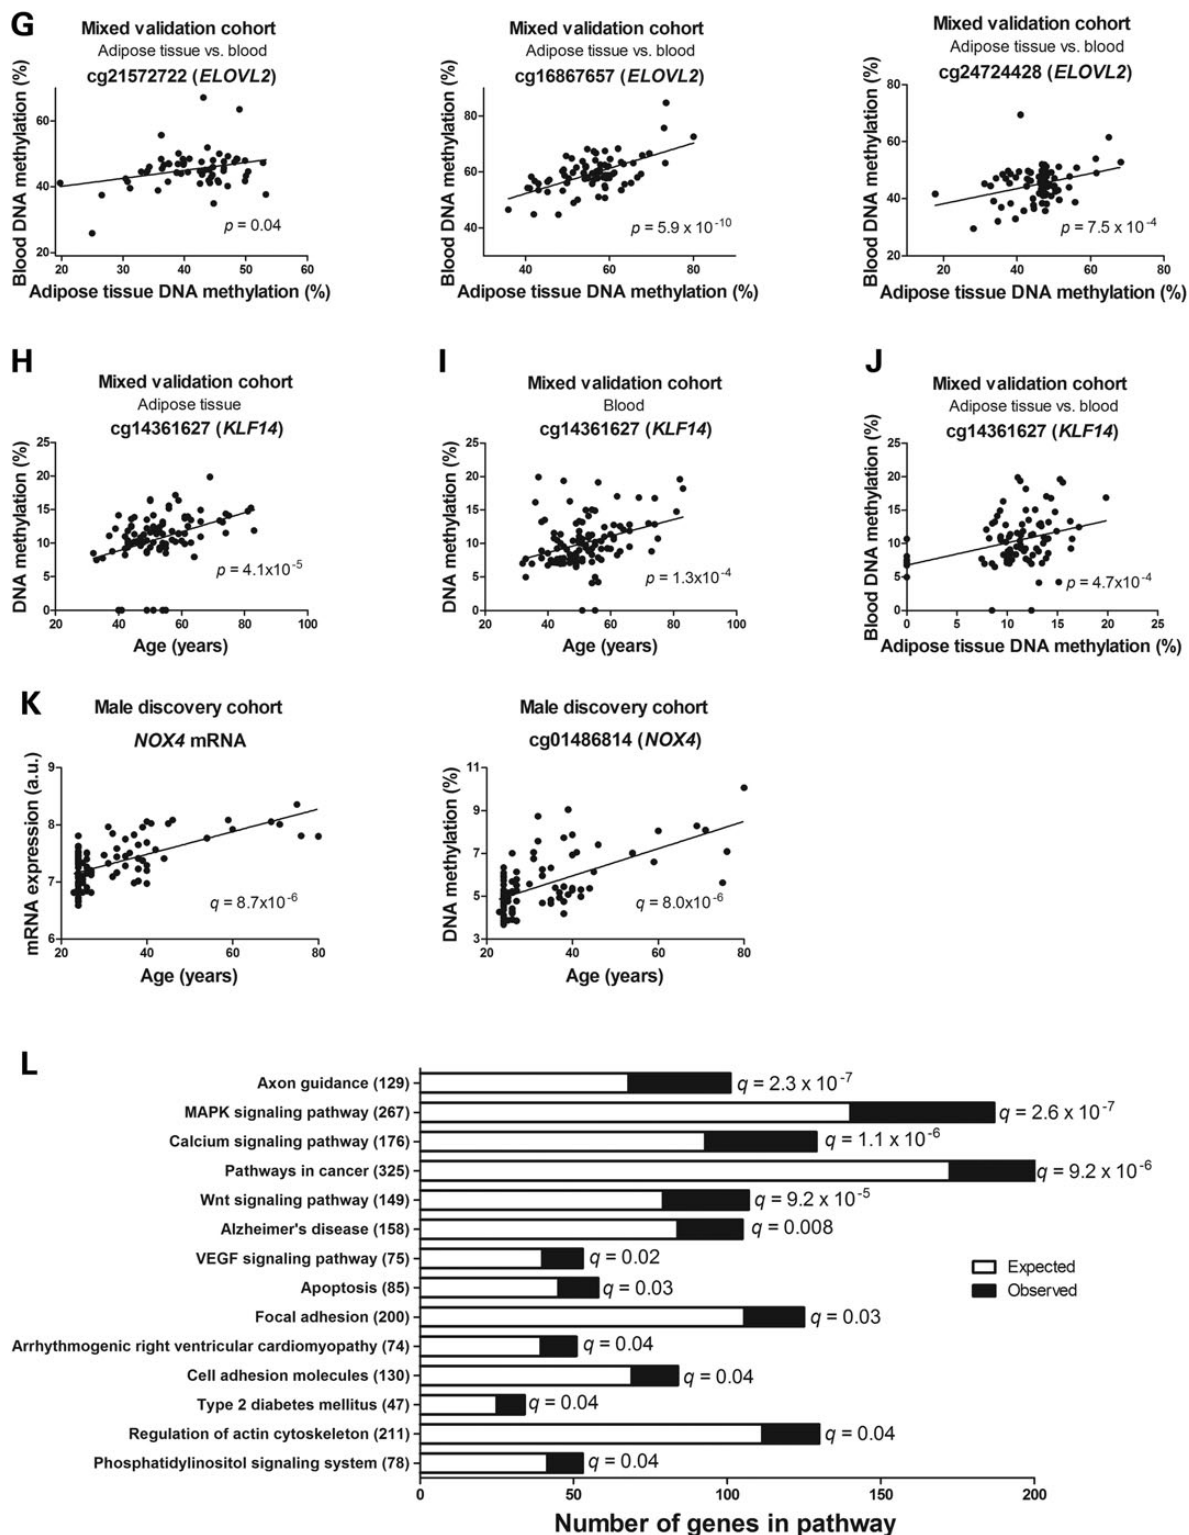 G
Mixed validation cohort
Adipose tissue vs. blood
cg21572722 (ELOVL2)
Blood DNA methylation (%)
60
40
20
20 30 40 50 60
p = 0.04
Adipose tissue DNA methylation (%)
Mixed validation cohort
Adipose tissue vs. blood
cg16867657 (ELOVL2)
Blood DNA methylation (%)
80
60
40
40 60 80
p = 5.9 x 10⁻¹⁰
Adipose tissue DNA methylation (%)
Mixed validation cohort
Adipose tissue vs. blood
cg24724428 (ELOVL2)
Blood DNA methylation (%)
80
60
40
20
20 40 60 80
p = 7.5 x 10⁻⁴
Adipose tissue DNA methylation (%)
H
Mixed validation cohort
Adipose tissue
cg14361627 (KLF14)
DNA methylation (%)
25
20
15
10
5
0
20 40 60 80 100
p = 4.1x10⁻⁵
Age (years)
I
Mixed validation cohort
Blood
cg14361627 (KLF14)
DNA methylation (%)
25
20
15
10
5
0
20 40 60 80 100
p = 1.3x10⁻⁴
Age (years)
J
Mixed validation cohort
Adipose tissue vs. blood
cg14361627 (KLF14)
Blood DNA methylation (%)
25
20
15
10
5
0
0 5 10 15 20 25
p = 4.7x10⁻⁴
Adipose tissue DNA methylation (%)
K
Male discovery cohort
NOX4 mRNA
mRNA expression (a.u.)
9
8
7
6
20 40 60 80
q = 8.7x10⁻⁶
Age (years)
Male discovery cohort
cg01486814 (NOX4)
DNA methylation (%)
11
9
7
5
3
20 40 60 80
q = 8.0x10⁻⁶
Age (years)
L
Axon guidance (129) q = 2.3 x 10⁻⁷
MAPK signaling pathway (267) q = 2.6 x 10⁻⁷
Calcium signaling pathway (176) q = 1.1 x 10⁻⁶
Pathways in cancer (325) q = 9.2 x 10⁻⁶
Wnt signaling pathway (149) q = 9.2 x 10⁻⁵
Alzheimer's disease (158) q = 0.008
VEGF signaling pathway (75) q = 0.02
Apoptosis (85) q = 0.03
Focal adhesion (200) q = 0.03
Arrhythmogenic right ventricular cardiomyopathy (74) q = 0.04
Cell adhesion molecules (130) q = 0.04
Type 2 diabetes mellitus (47) q = 0.04
Regulation of actin cytoskeleton (211) q = 0.04
Phosphatidylinositol signaling system (78) q = 0.04
Expected
Observed
0 50 100 150 200
Number of genes in pathway